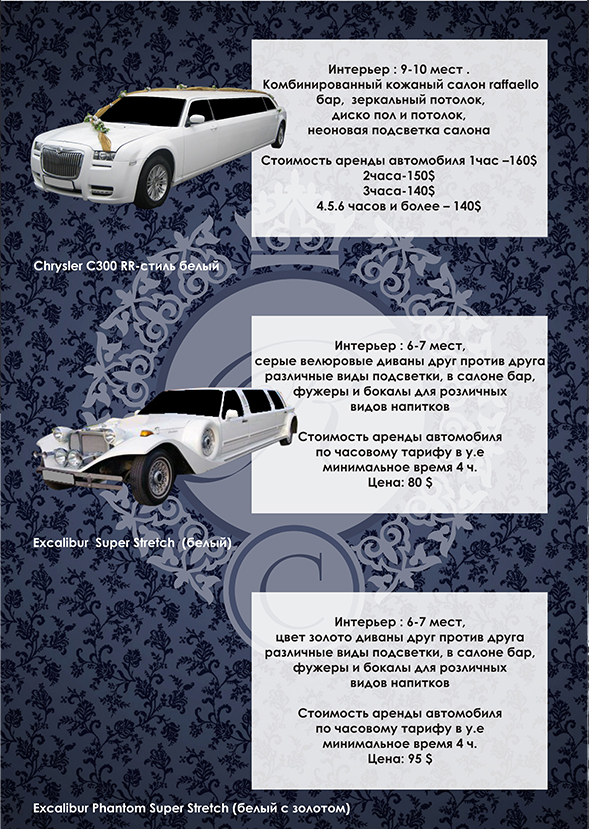 Интерьер : 9-10 мест .
Комбинированный кожаный салон raffaello
бар, зеркальный потолок,
диско пол и потолок,
неоновая подсветка салона
Стоимость аренды автомобиля 1час –160$
2часа-150$
3часа-140$
4.5.6 часов и более – 140$
Chrysler C300 RR-стиль белый
Интерьер : 6-7 мест,
серые велюровые диваны друг против друга
различные виды подсветки, в салоне бар,
фужеры и бокалы для розличных
видов напитков
Стоимость аренды автомобиля
по часовому тарифу в у.е
минимальное время 4 ч.
Цена: 80 $
Excalibur Super Stretch (белый)
C
Интерьер : 6-7 мест,
цвет золото диваны друг против друга
различные виды подсветки, в салоне бар,
фужеры и бокалы для розличных
видов напитков
Стоимость аренды автомобиля
по часовому тарифу в у.е
минимальное время 4 ч.
Цена: 95 $
Excalibur Phantom Super Stretch (белый с золотом)